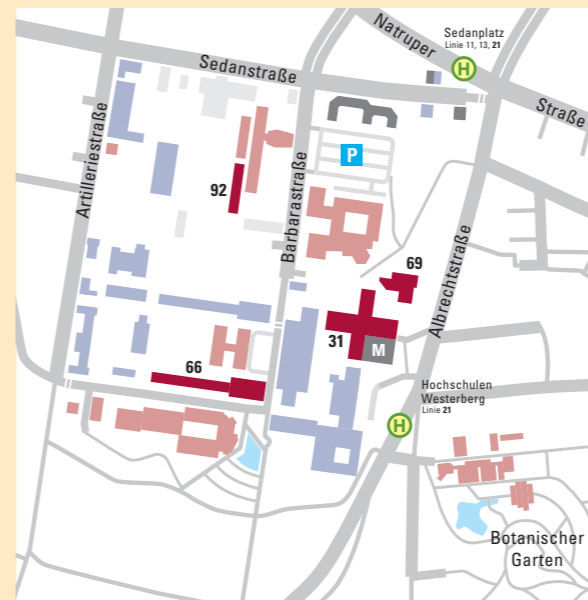 Natruper
Straße
Sedanplatz
Linie 11, 13, 21
H
Sedanstraße
P
Artilleriestraße
Barbarastraße
Albrechtstraße
92
69
31
M
66
Hochschulen
Westerberg
Linie 21
H
Botanischer
Garten